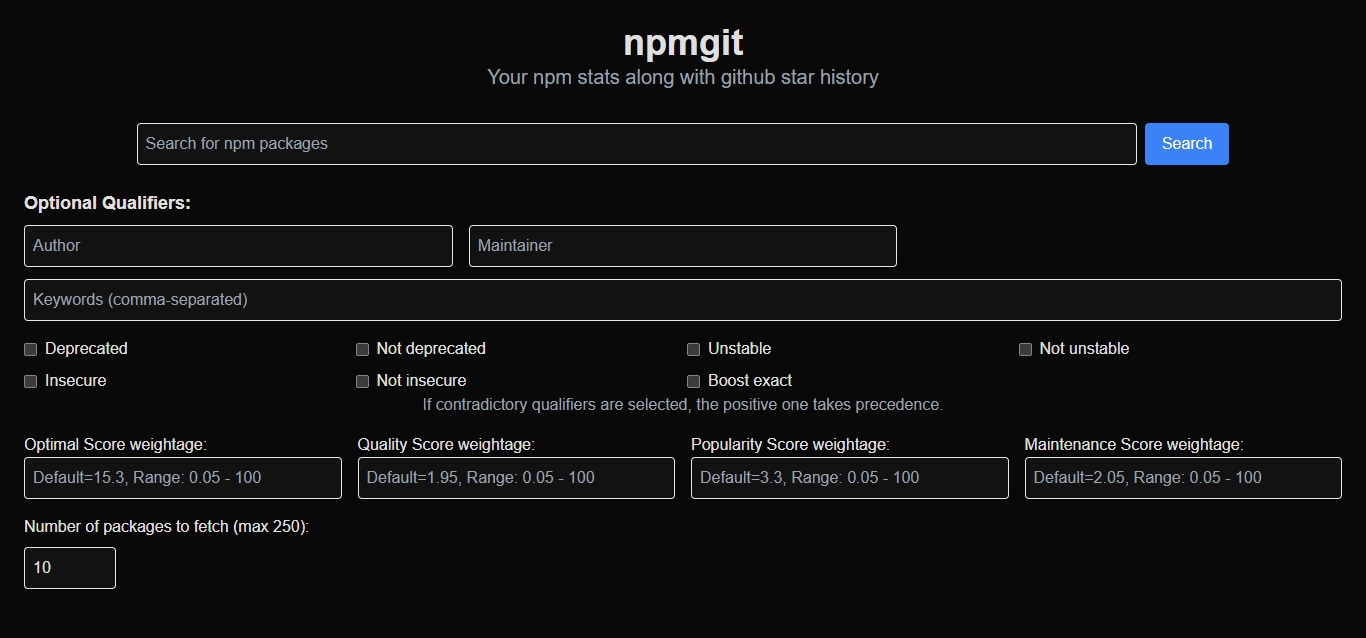 npmgit
Your npm stats along with github star history
Search for npm packages
Search
Optional Qualifiers:
Author
Maintainer
Keywords (comma-separated)
Deprecated
Not deprecated
Unstable
Not unstable
Insecure
Not insecure
Boost exact
If contradictory qualifiers are selected, the positive one takes precedence.
Optimal Score weightage:
Default=15.3, Range: 0.05 - 100
Quality Score weightage:
Default=1.95, Range: 0.05 - 100
Popularity Score weightage:
Default=3.3, Range: 0.05 - 100
Maintenance Score weightage:
Default=2.05, Range: 0.05 - 100
Number of packages to fetch (max 250):
10